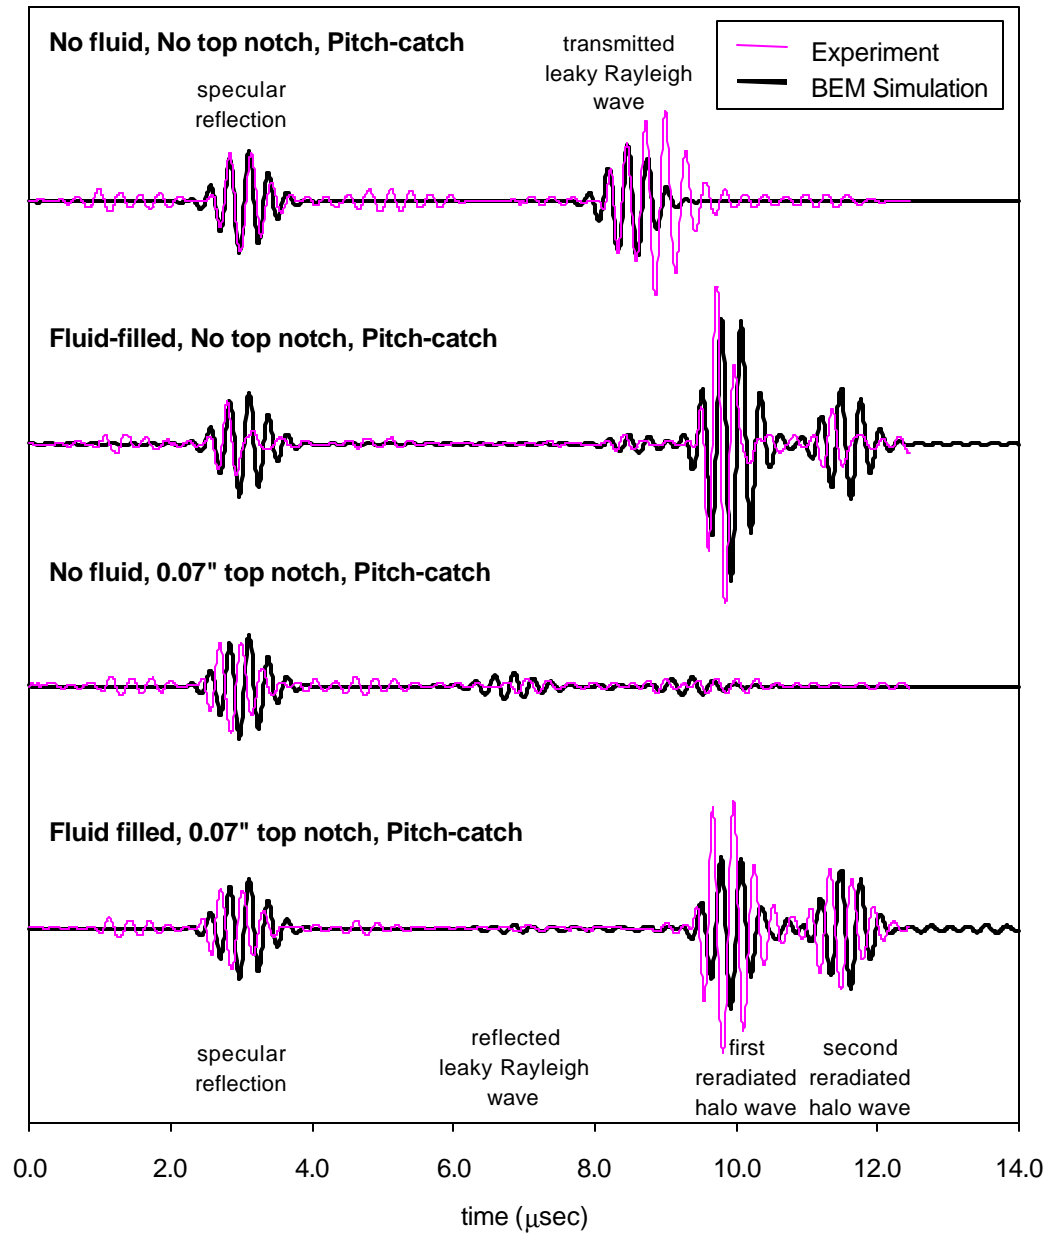 No fluid, No top notch, Pitch-catch
specular
reflection
transmitted
leaky Rayleigh
wave
Experiment
BEM Simulation
Fluid-filled, No top notch, Pitch-catch
No fluid, 0.07" top notch, Pitch-catch
Fluid filled, 0.07" top notch, Pitch-catch
specular
reflection
reflected
leaky Rayleigh
wave
first
reradiated
halo wave
second
reradiated
halo wave
0.0 2.0 4.0 6.0 8.0 10.0 12.0 14.0
time (μsec)